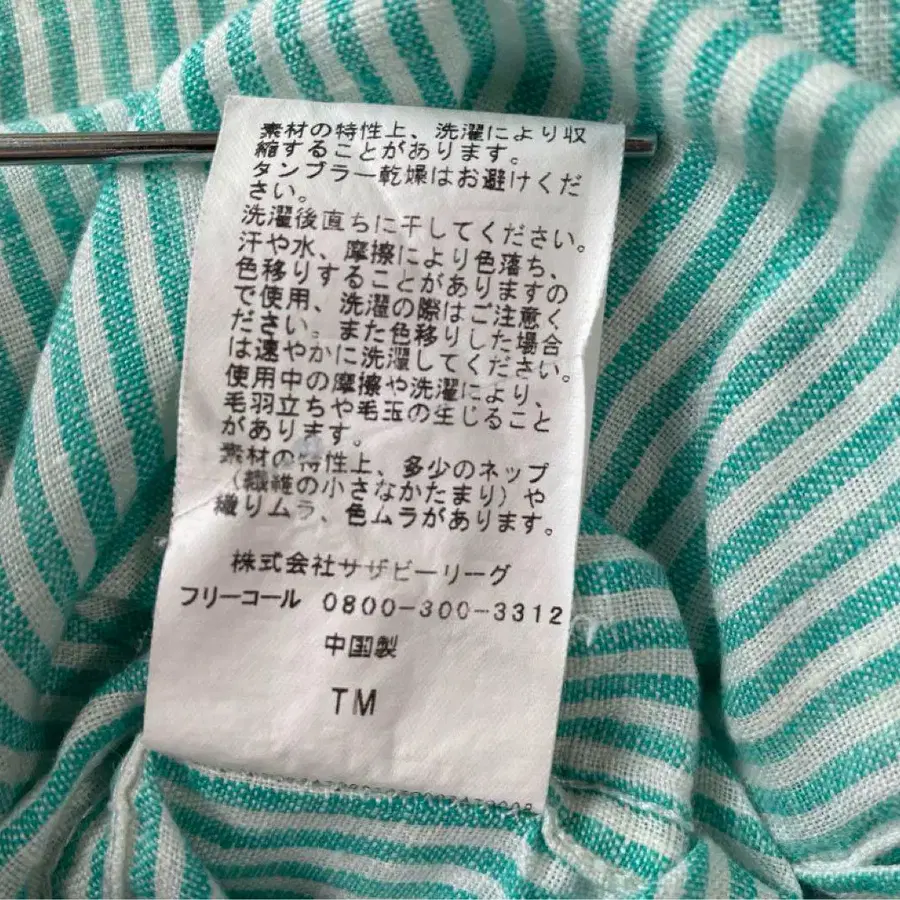 素材の特性上、洗濯により収
縮することがあります。
タンブラー乾燥はお避けくだ
さい。
洗濯後直ちに干してください。
汗や水、摩擦により色落ち、
色移りすることがありますの
で使用、洗濯の際はご注意く
ださい。また色移りした場合
は速やかに洗濯してください。
使用中の摩擦や洗濯により、
毛羽立ちや毛玉の生じること
があります。
素材の特性上、多少のネップ
（繊維の小さなかたまり）や
織りムラ、色ムラがあります。
株式会社サザビーリーグ
フリーコール 0800-300-3312
中国製
TM